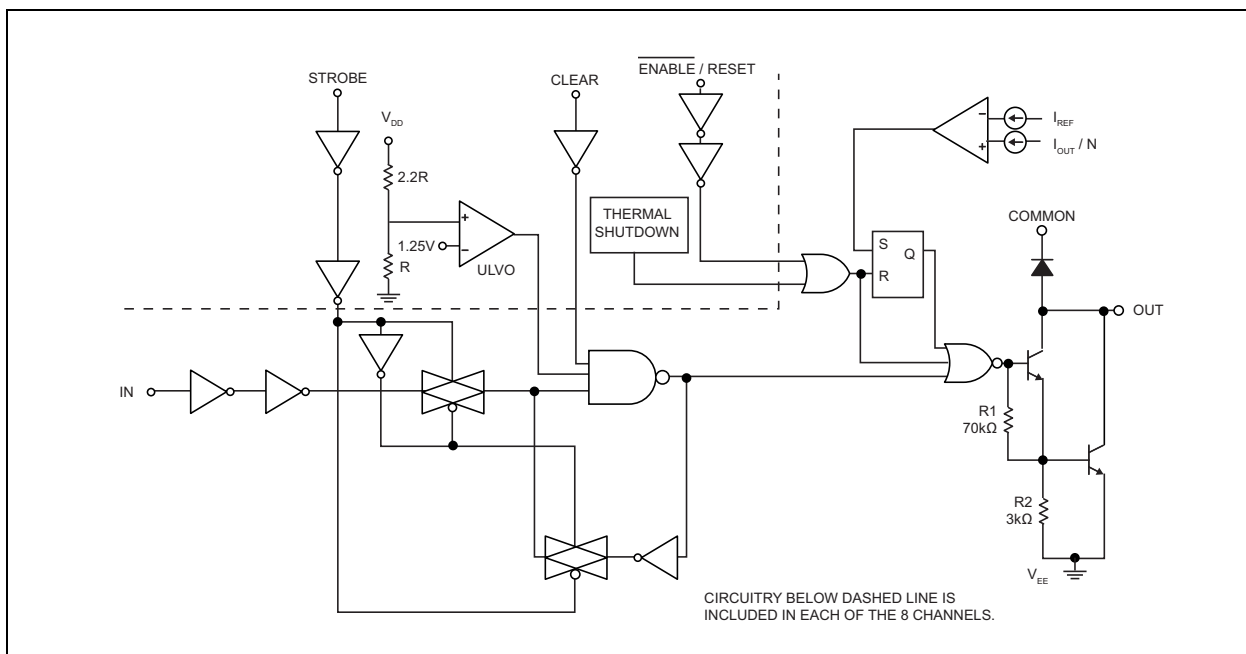 STROBE
CLEAR
ENABLE / RESET
V_DD
2.2R
1.25V
R
+
−
ULVO
THERMAL
SHUTDOWN
−
+
I_REF
I_OUT / N
COMMON
S
Q
R
OUT
IN
R1
70kΩ
R2
3kΩ
V_EE
CIRCUITRY BELOW DASHED LINE IS
INCLUDED IN EACH OF THE 8 CHANNELS.